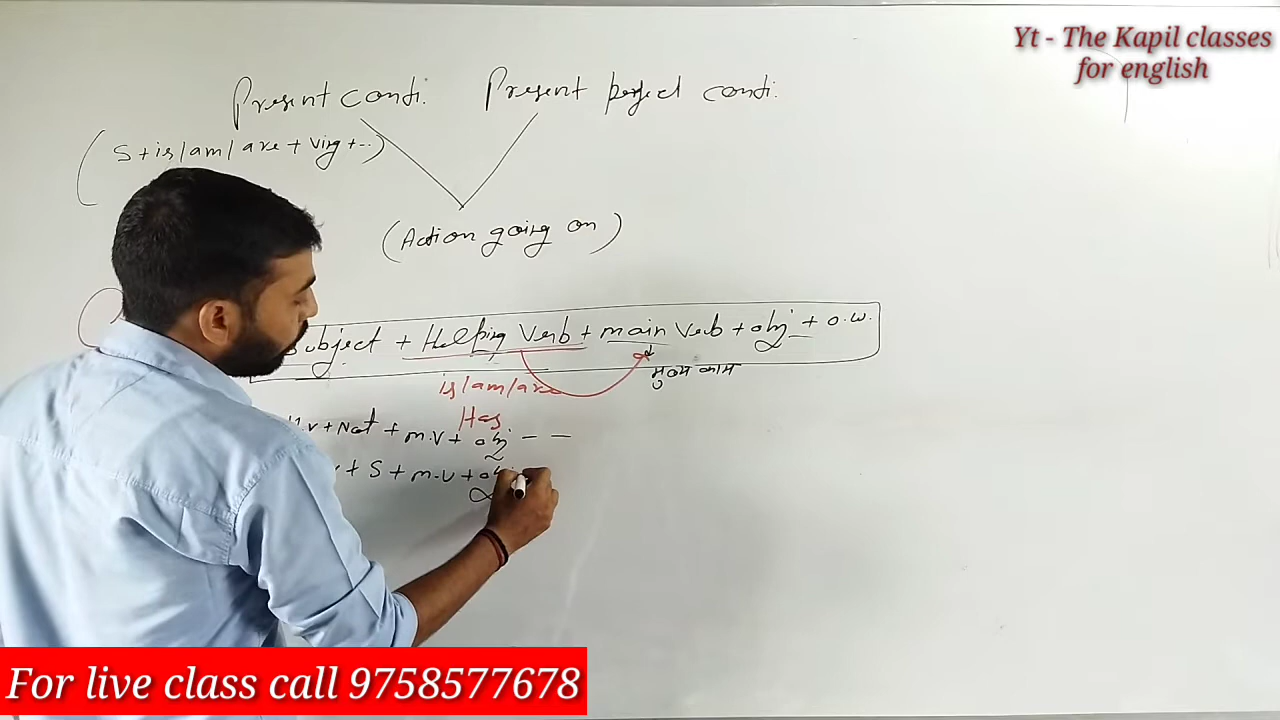 Yt - The Kapil classes
for english
Present conti. Present perfect conti.
(S + is/am/are + Ving + --)
(Action going on)
Subject + Helping Verb + main Verb + obj + o.w.
is/am/are
मुख्य काम
Has
+ Not + m.v + obj - -
+ S + m.v + obj
For live class call 9758577678